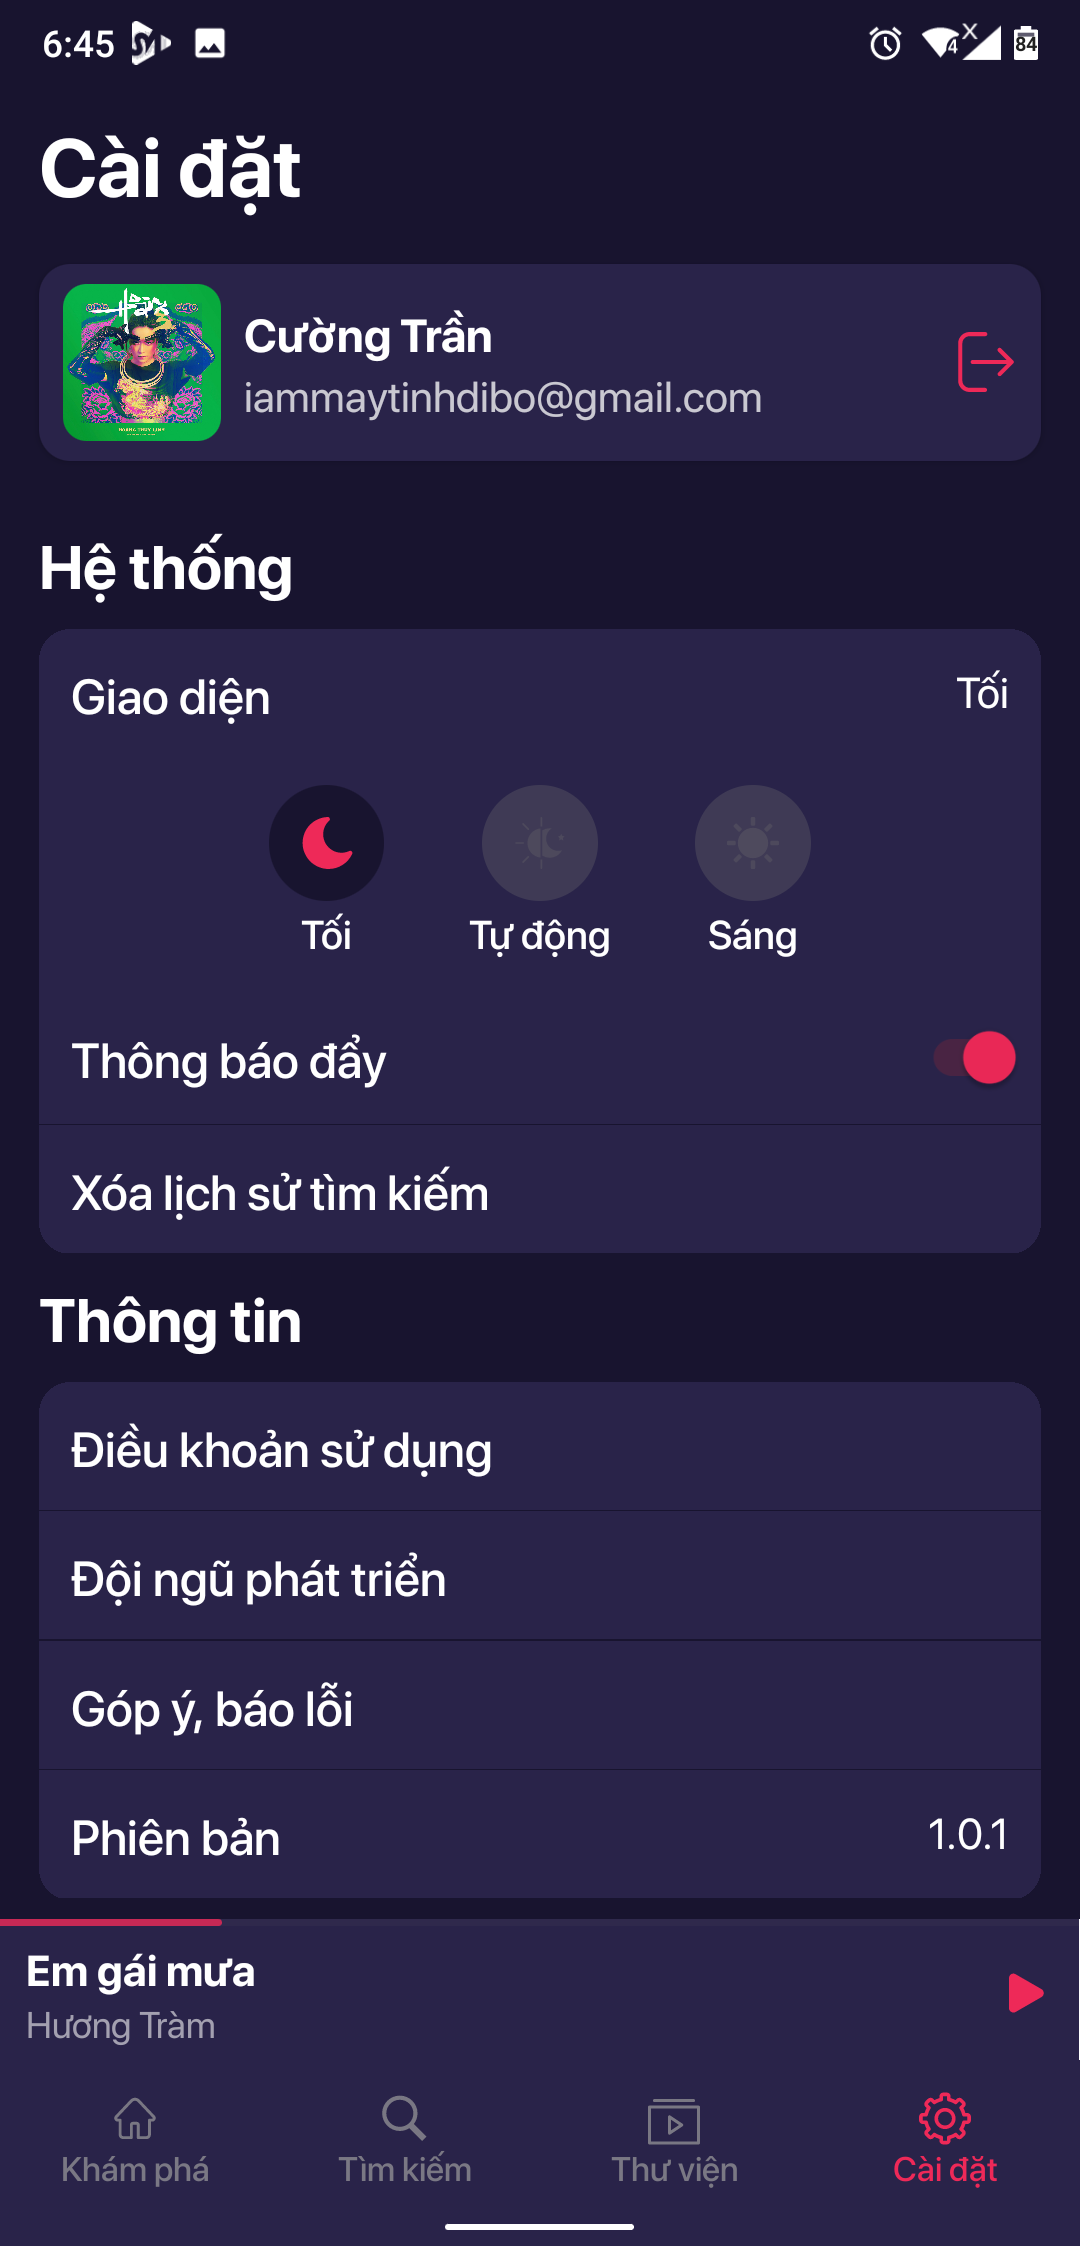 6:45
4
X
84
Cài đặt
Cường Trần
iammaytinhdibo@gmail.com
Hệ thống
Giao diện
Tối
Tối
Tự động
Sáng
Thông báo đẩy
Xóa lịch sử tìm kiếm
Thông tin
Điều khoản sử dụng
Đội ngũ phát triển
Góp ý, báo lỗi
Phiên bản
1.0.1
Em gái mưa
Hương Tràm
Khám phá
Tìm kiếm
Thư viện
Cài đặt